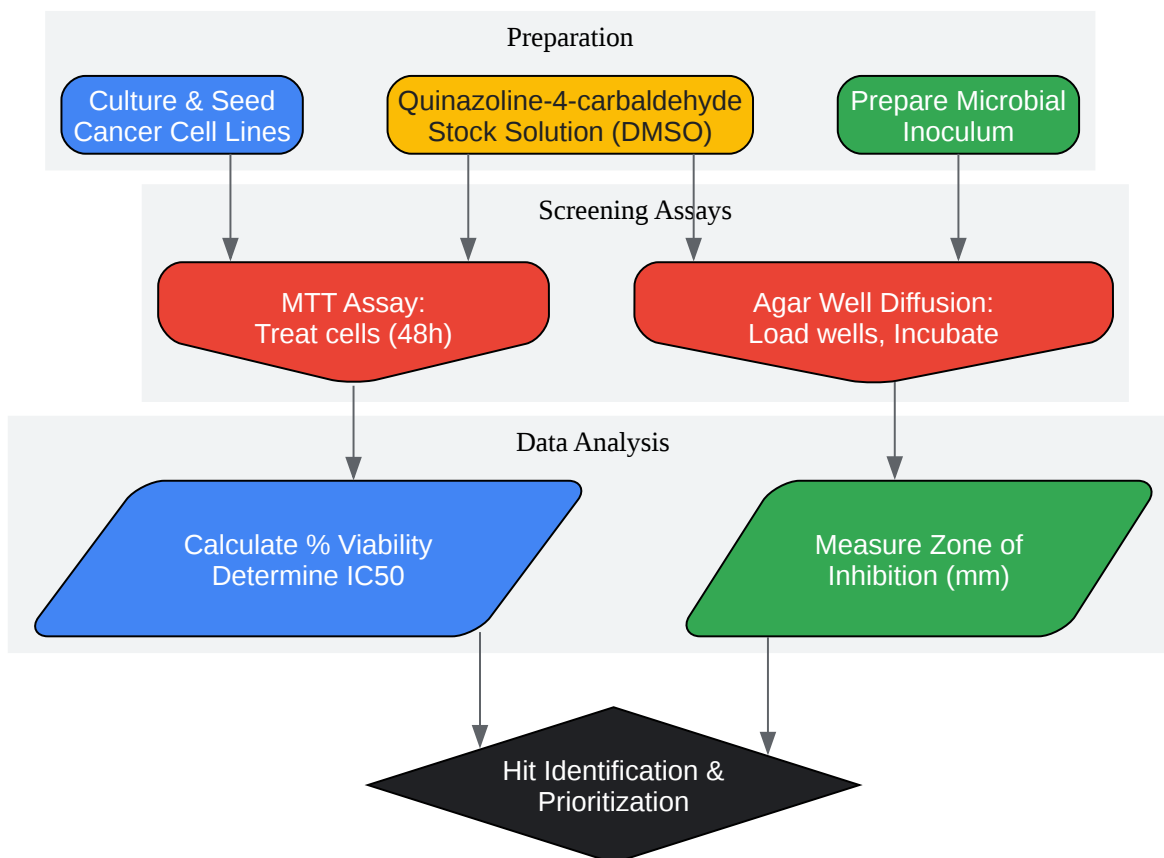 Preparation
Culture & Seed
Cancer Cell Lines
Quinazoline-4-carbaldehyde
Stock Solution (DMSO)
Prepare Microbial
Inoculum
Screening Assays
MTT Assay:
Treat cells (48h)
Agar Well Diffusion:
Load wells, Incubate
Data Analysis
Calculate % Viability
Determine IC50
Measure Zone of
Inhibition (mm)
Hit Identification &
Prioritization